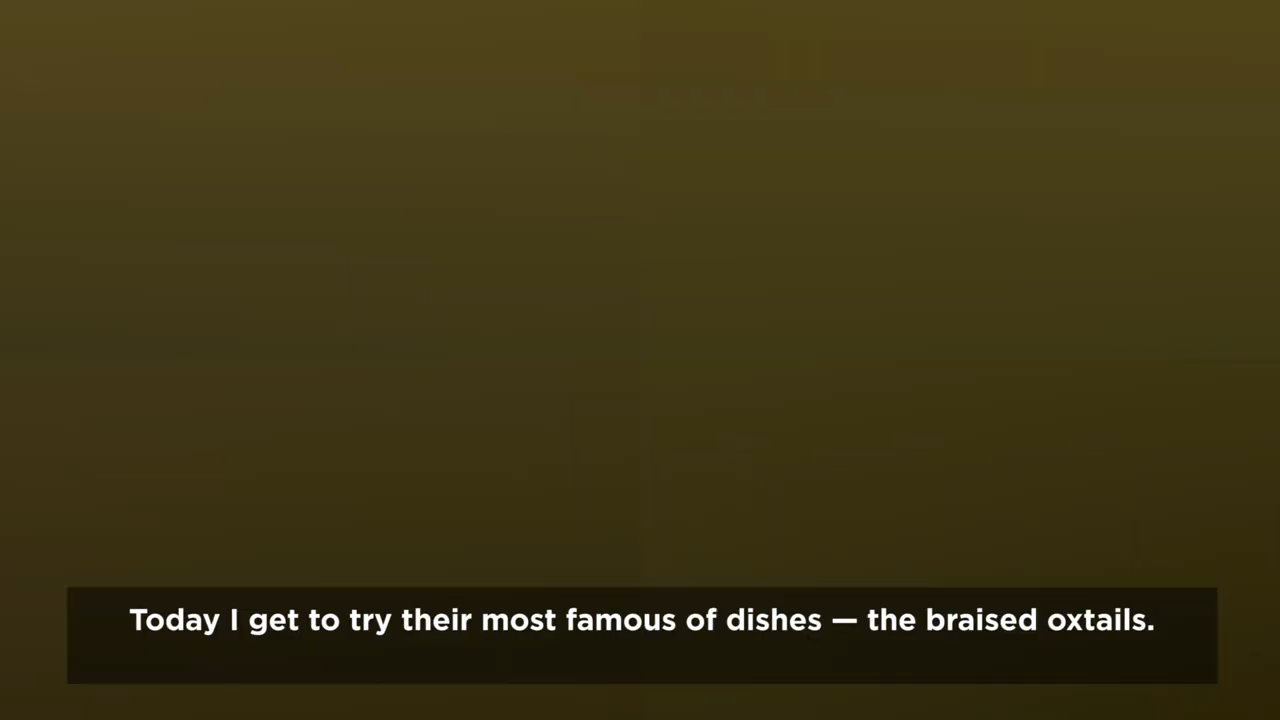 Today I get to try their most famous of dishes — the braised oxtails.